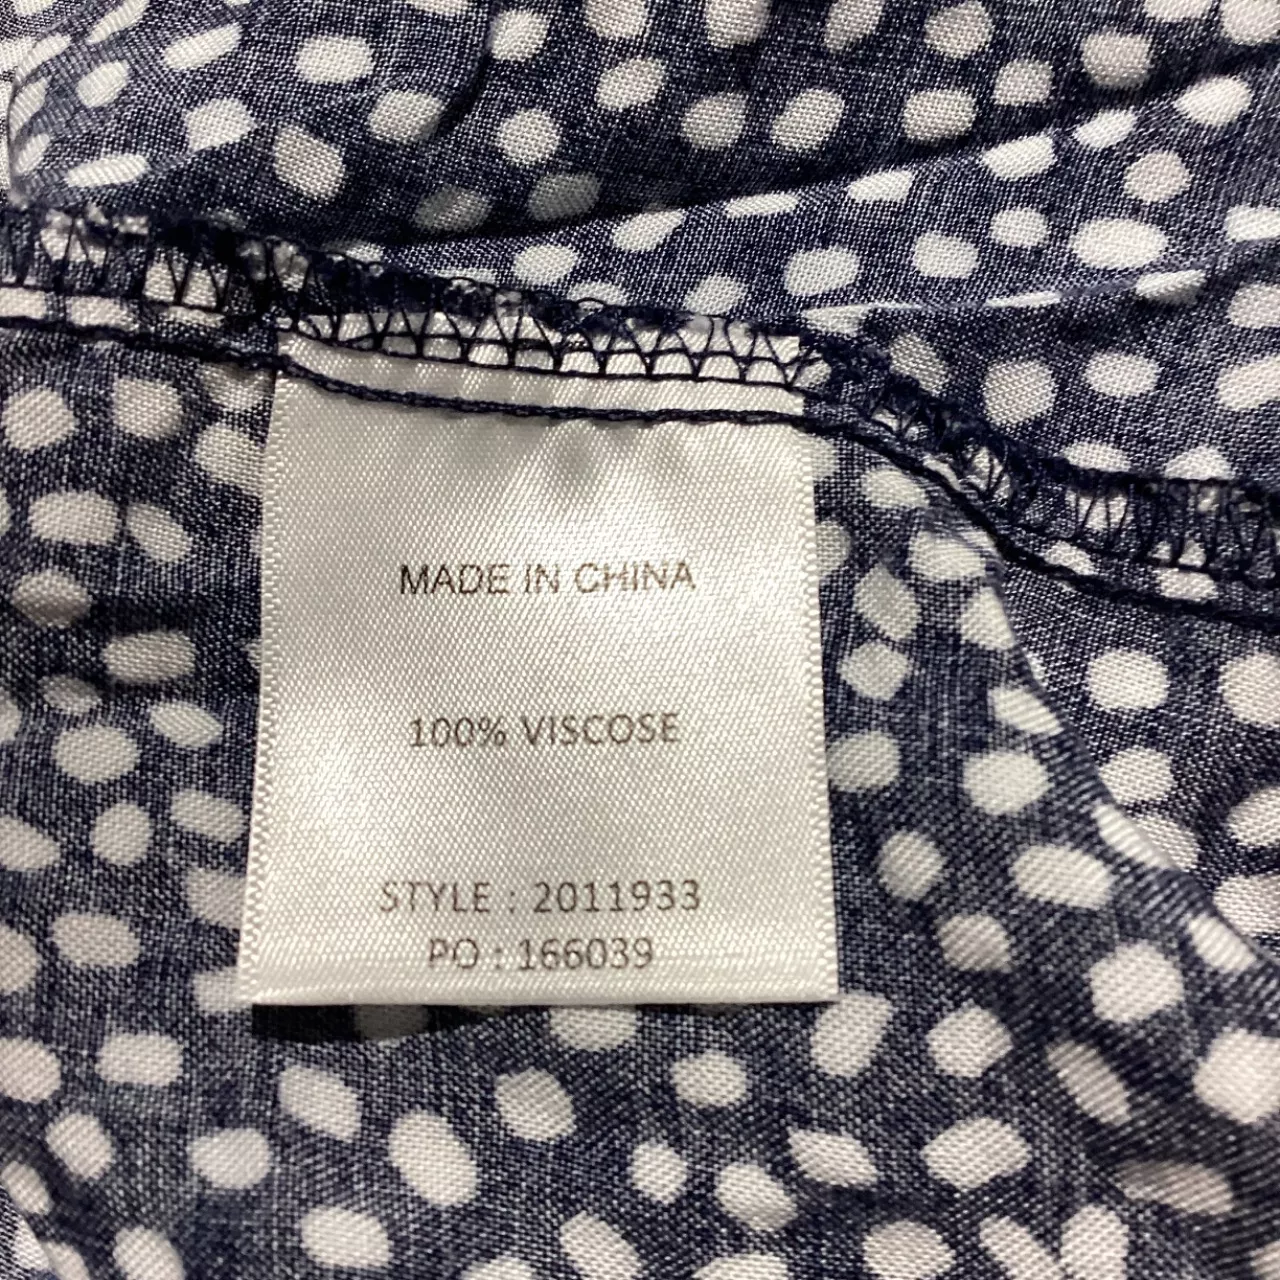 MADE IN CHINA
100% VISCOSE
STYLE : 2011933
PO : 166039